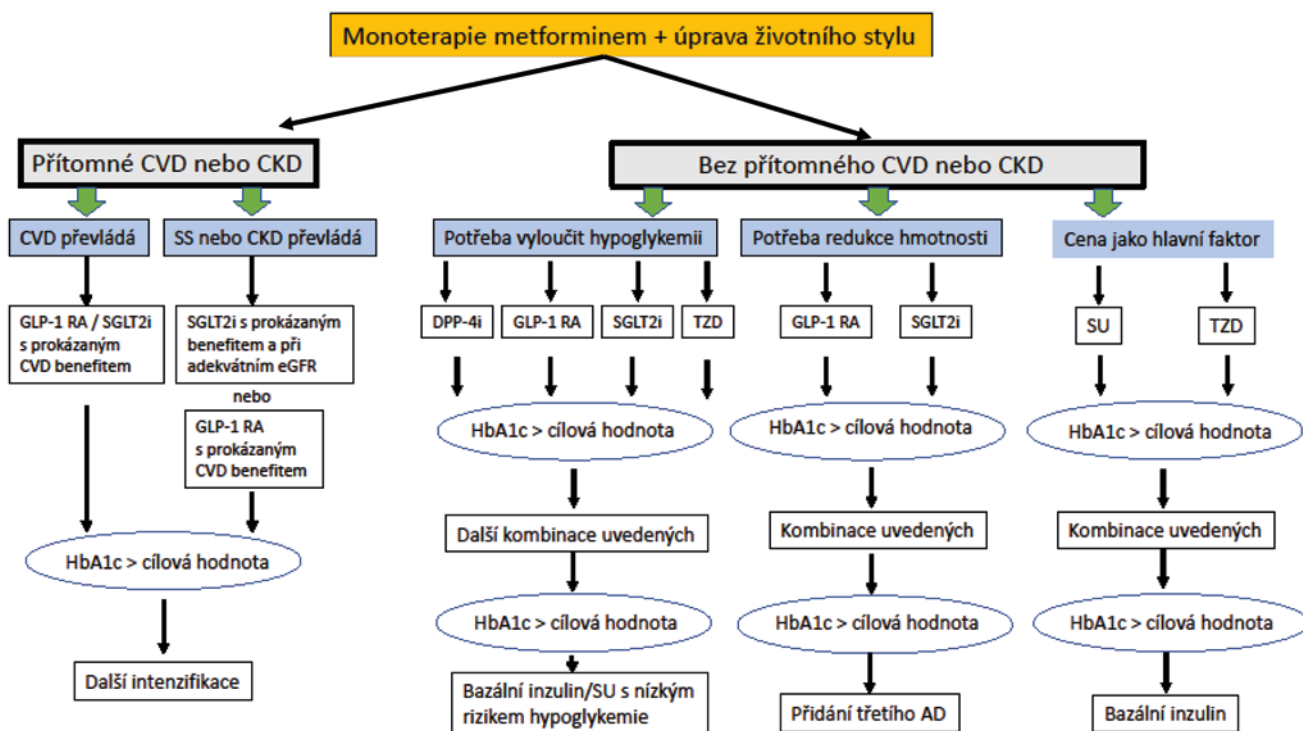 Monoterapie metforminem + úprava životního stylu
Přítomné CVD nebo CKD
Bez přítomného CVD nebo CKD
CVD převládá
SS nebo CKD převládá
Potřeba vyloučit hypoglykemii
Potřeba redukce hmotnosti
Cena jako hlavní faktor
GLP-1 RA / SGLT2i
s prokázaným
CVD benefitem
SGLT2i s prokázaným
benefitem a při
adekvátním eGFR
nebo
GLP-1 RA
s prokázaným
CVD benefitem
DPP-4i
GLP-1 RA
SGLT2i
TZD
GLP-1 RA
SGLT2i
SU
TZD
HbA1c > cílová hodnota
HbA1c > cílová hodnota
HbA1c > cílová hodnota
HbA1c > cílová hodnota
Další kombinace uvedených
Kombinace uvedených
Kombinace uvedených
HbA1c > cílová hodnota
HbA1c > cílová hodnota
HbA1c > cílová hodnota
Další intenzifikace
Bazální inzulin/SU s nízkým
rizikem hypoglykemie
Přidání třetího AD
Bazální inzulin